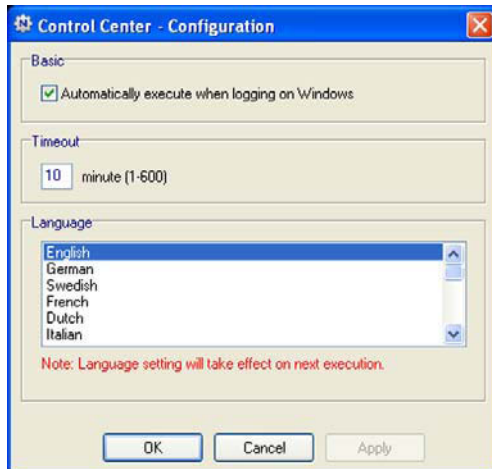 Control Center - Configuration
Basic
Automatically execute when logging on Windows
Timeout
10 minute (1-600)
Language
English
German
Swedish
French
Dutch
Italian
Note: Language setting will take effect on next execution.
OK Cancel Apply